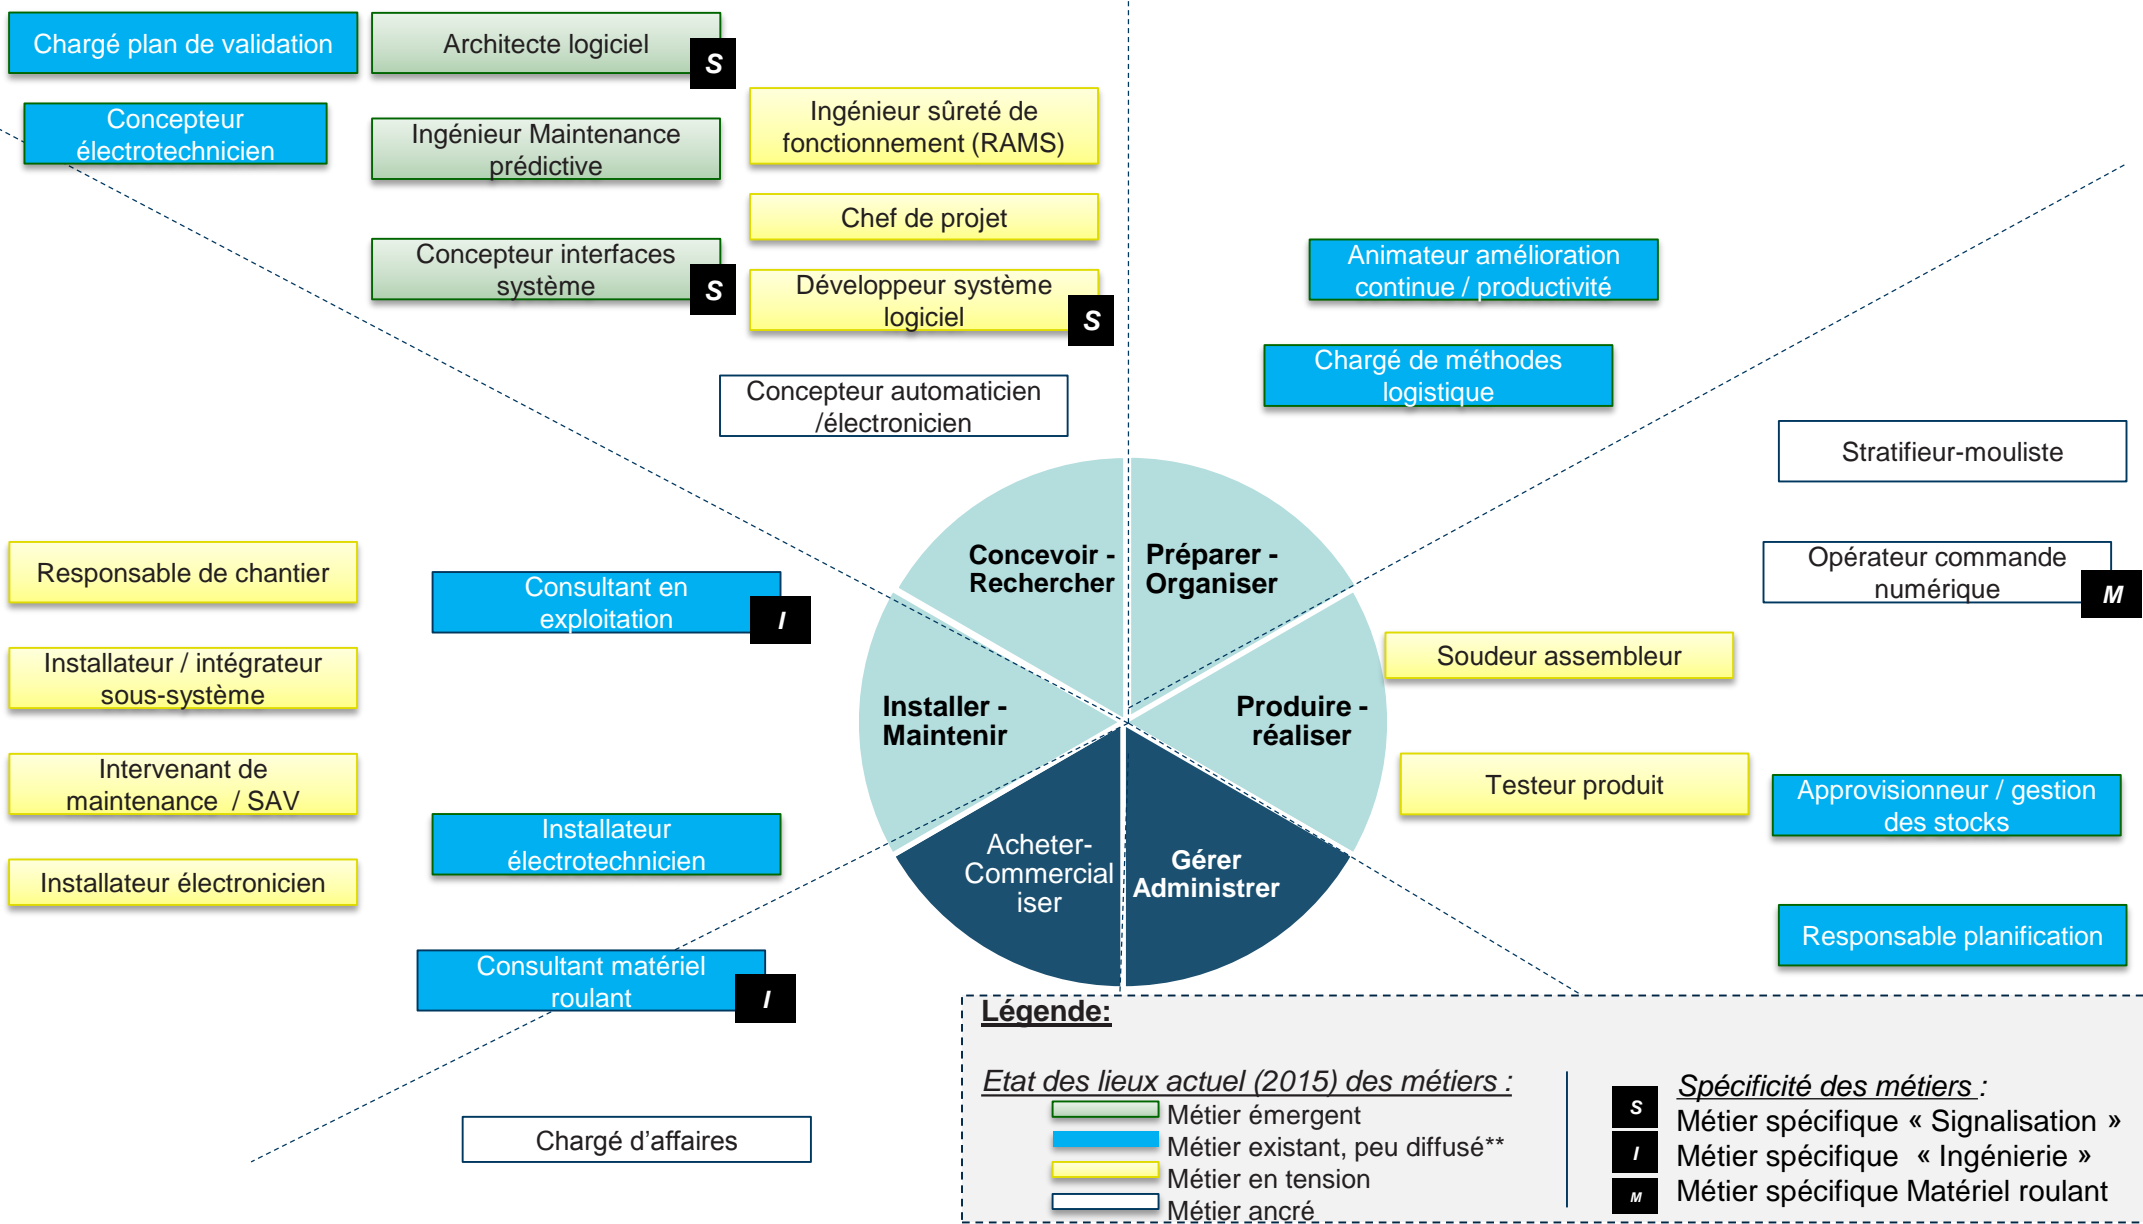 Chargé plan de validation
Architecte logiciel
S
Concepteur
électrotechnicien
Ingénieur Maintenance
prédictive
Ingénieur sûreté de
fonctionnement (RAMS)
Chef de projet
Concepteur interfaces
système
S
Développeur système
logiciel
S
Concepteur automaticien
/électronicien
Animateur amélioration
continue / productivité
Chargé de méthodes
logistique
Stratifieur-mouliste
Opérateur commande
numérique
M
Soudeur assembleur
Testeur produit
Approvisionneur / gestion
des stocks
Responsable planification
Concevoir -
Rechercher
Préparer -
Organiser
Installer -
Maintenir
Produire -
réaliser
Acheter-
Commercial
iser
Gérer
Administrer
Responsable de chantier
Consultant en
exploitation
I
Installateur / intégrateur
sous-système
Intervenant de
maintenance / SAV
Installateur
électrotechnicien
Installateur électronicien
Consultant matériel
roulant
I
Chargé d'affaires
Légende:
Etat des lieux actuel (2015) des métiers :
Métier émergent
Métier existant, peu diffusé**
Métier en tension
Métier ancré
Spécificité des métiers :
S Métier spécifique « Signalisation »
I Métier spécifique « Ingénierie »
M Métier spécifique Matériel roulant